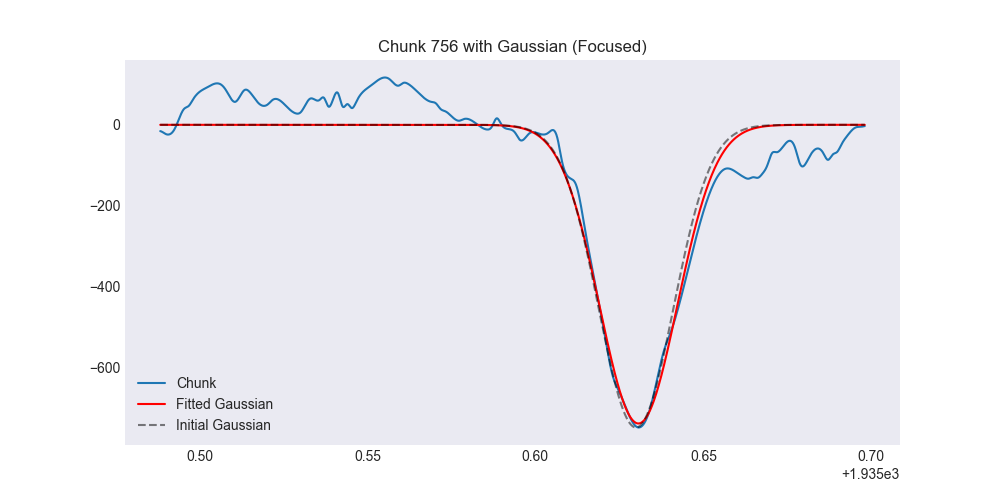 Chunk 756 with Gaussian (Focused)
0
−200
−400
−600
Chunk
Fitted Gaussian
Initial Gaussian
0.50 0.55 0.60 0.65 0.70
+1.935e3